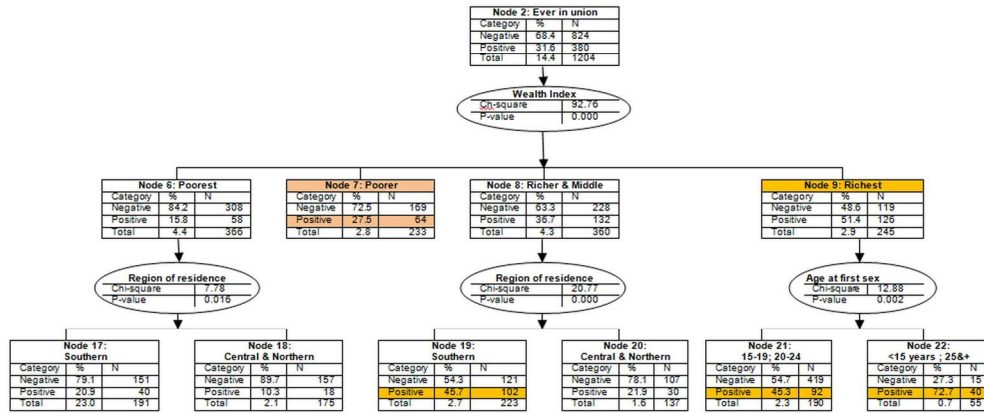 Node 2: Ever in union
Category % N
Negative 68.4 824
Positive 31.6 380
Total 14.4 1204
Wealth Index
Ch-square 92.76
P-value 0.000
Node 6: Poorest
Category % N
Negative 84.2 308
Positive 15.8 58
Total 4.4 366
Node 7: Poorer
Category % N
Negative 72.5 169
Positive 27.5 64
Total 2.8 233
Node 8: Richer & Middle
Category % N
Negative 63.3 228
Positive 36.7 132
Total 4.3 360
Node 9: Richest
Category % N
Negative 48.6 119
Positive 51.4 126
Total 2.9 245
Region of residence
Chi-square 7.78
P-value 0.016
Region of residence
Chi-square 20.77
P-value 0.000
Age at first sex
Chi-square 12.88
P-value 0.002
Node 17:
Southern
Category % N
Negative 79.1 151
Positive 20.9 40
Total 23.0 191
Node 18:
Central & Northern
Category % N
Negative 89.7 157
Positive 10.3 18
Total 2.1 175
Node 19:
Southern
Category % N
Negative 54.3 121
Positive 45.7 102
Total 2.7 223
Node 20:
Central & Northern
Category % N
Negative 78.1 107
Positive 21.9 30
Total 1.6 137
Node 21:
15-19 ; 20-24
Category % N
Negative 54.7 419
Positive 45.3 92
Total 2.3 190
Node 22:
<15 years ; 25&+
Category % N
Negative 27.3 15
Positive 72.7 40
Total 0.7 55